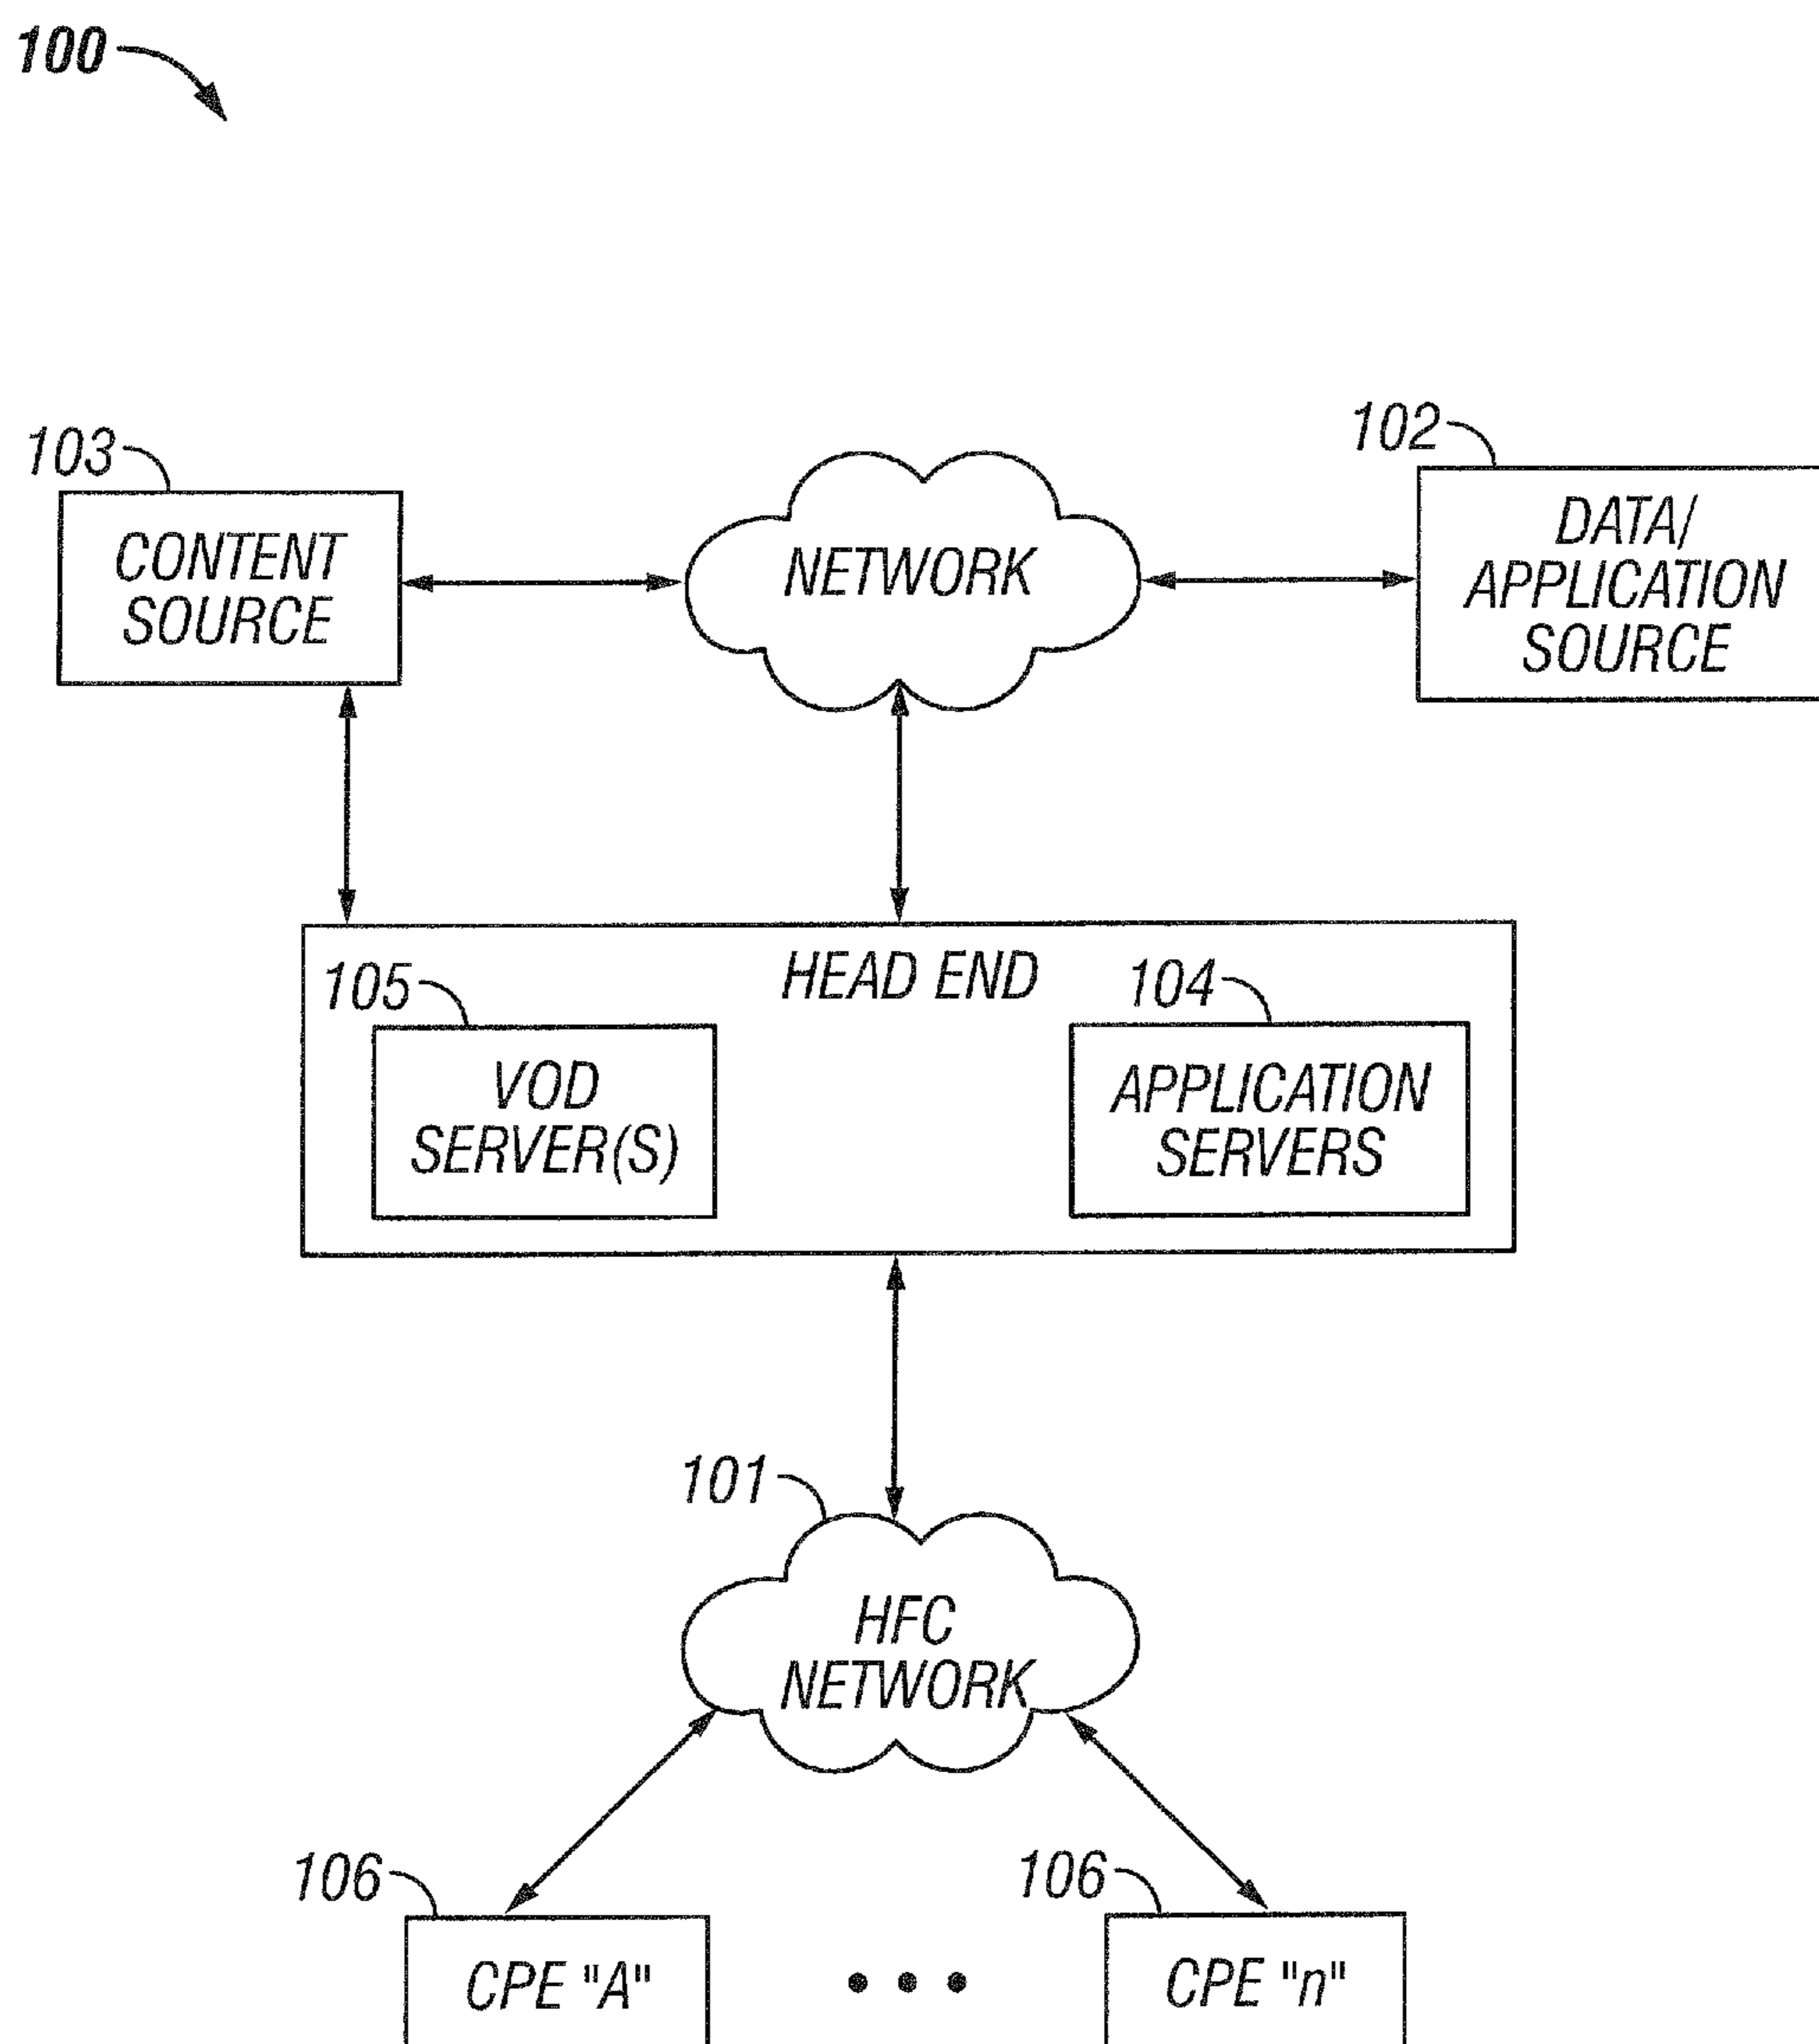 100
103
102
CONTENT
SOURCE
NETWORK
DATA/
APPLICATION
SOURCE
HEAD END
105
104
VOD
SERVER(S)
APPLICATION
SERVERS
101
HFC
NETWORK
106
106
CPE "A"
CPE "n"